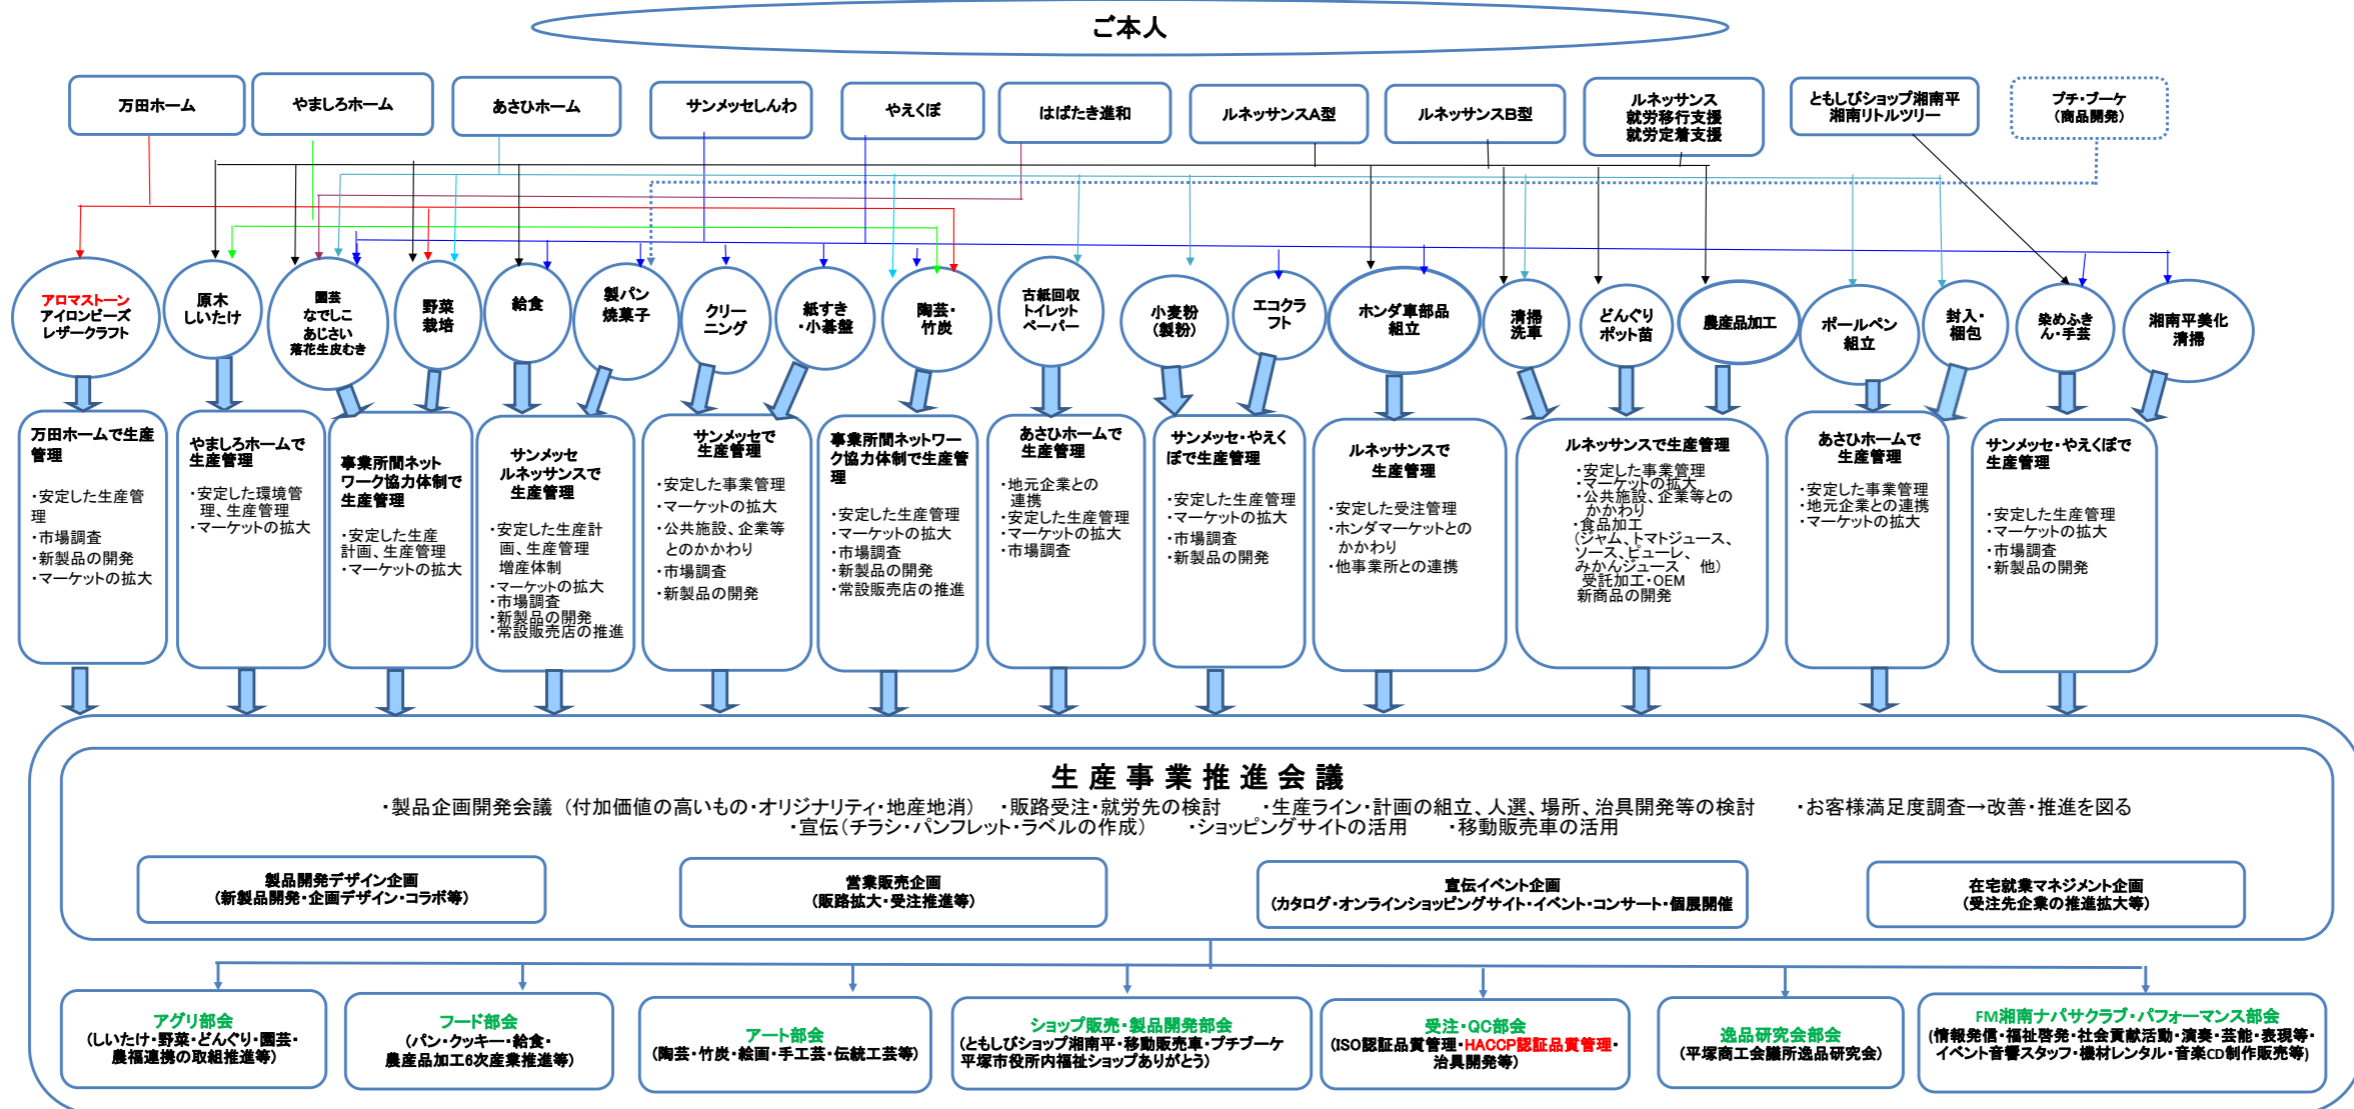 ご本人
万田ホーム
やましろホーム
あさひホーム
サンメッセしんわ
やえくぼ
はばたき進和
ルネッサンスA型
ルネッサンスB型
ルネッサンス
就労移行支援
就労定着支援
ともしびショップ湘南平
湘南リトルツリー
プチ・ブーケ
(商品開発)
アロマストーン
アイロンビーズ
レザークラフト
原木
しいたけ
園芸
なでしこ
あじさい
落花生皮むき
野菜
栽培
給食
製パン
焼菓子
クリー
ニング
紙すき
・小碁盤
陶芸・
竹炭
古紙回収
トイレット
ペーパー
小麦粉
(製粉)
エコクラ
フト
ホンダ車部品
組立
清掃
洗車
どんぐり
ポット苗
農産品加工
ボールペン
組立
封入・
梱包
染めふき
ん・手芸
湘南平美化
清掃
万田ホームで生産
管理
・安定した生産管
理
・市場調査
・新製品の開発
・マーケットの拡大
やましろホームで
生産管理
・安定した環境管
理、生産管理
・マーケットの拡大
事業所間ネット
ワーク協力体制で
生産管理
・安定した生産
計画、生産管理
・マーケットの拡大
サンメッセ
ルネッサンスで
生産管理
・安定した生産計
画、生産管理
増産体制
・マーケットの拡大
・市場調査
・新製品の開発
・常設販売店の推進
サンメッセで
生産管理
・安定した事業管理
・マーケットの拡大
・公共施設、企業等
とのかかわり
・市場調査
・新製品の開発
事業所間ネットワー
ク協力体制で生産管
理
・安定した生産管理
・マーケットの拡大
・市場調査
・新製品の開発
・常設販売店の推進
あさひホームで
生産管理
・地元企業との
連携
・安定した生産管理
・マーケットの拡大
・市場調査
サンメッセ・やえく
ぼで生産管理
・安定した生産管理
・マーケットの拡大
・市場調査
・新製品の開発
ルネッサンスで
生産管理
・安定した受注管理
・ホンダマーケットとの
かかわり
・他事業所との連携
ルネッサンスで生産管理
・安定した事業管理
・マーケットの拡大
・公共施設、企業等との
かかわり
・食品加工
(ジャム、トマトジュース、
ソース、ピューレ、
みかんジュース　他)
受託加工・OEM
新商品の開発
あさひホームで
生産管理
・安定した事業管理
・地元企業との連携
・マーケットの拡大
サンメッセ・やえくぼで
生産管理
・安定した生産管理
・マーケットの拡大
・市場調査
・新製品の開発
生産事業推進会議
・製品企画開発会議（付加価値の高いもの・オリジナリティ・地産地消）　・販路受注・就労先の検討　　・生産ライン・計画の組立、人選、場所、治具開発等の検討　　・お客様満足度調査→改善・推進を図る
・宣伝（チラシ・パンフレット・ラベルの作成）　　・ショッピングサイトの活用　　・移動販売車の活用
製品開発デザイン企画
(新製品開発・企画デザイン・コラボ等)
営業販売企画
(販路拡大・受注推進等)
宣伝イベント企画
(カタログ・オンラインショッピングサイト・イベント・コンサート・個展開催
在宅就業マネジメント企画
(受注先企業の推進拡大等)
アグリ部会
(しいたけ・野菜・どんぐり・園芸・
農福連携の取組推進等)
フード部会
(パン・クッキー・給食・
農産品加工6次産業推進等)
アート部会
(陶芸・竹炭・絵画・手工芸・伝統工芸等)
ショップ販売・製品開発部会
(ともしびショップ湘南平・移動販売車・プチブーケ
平塚市役所内福祉ショップありがとう)
受注・QC部会
(ISO認証品質管理・HACCP認証品質管理・
治具開発等)
逸品研究会部会
(平塚商工会議所逸品研究会)
FM湘南ナパサクラブ・パフォーマンス部会
(情報発信・福祉啓発・社会貢献活動・演奏・芸能・表現等・
イベント音響スタッフ・機材レンタル・音楽CD制作販売等)